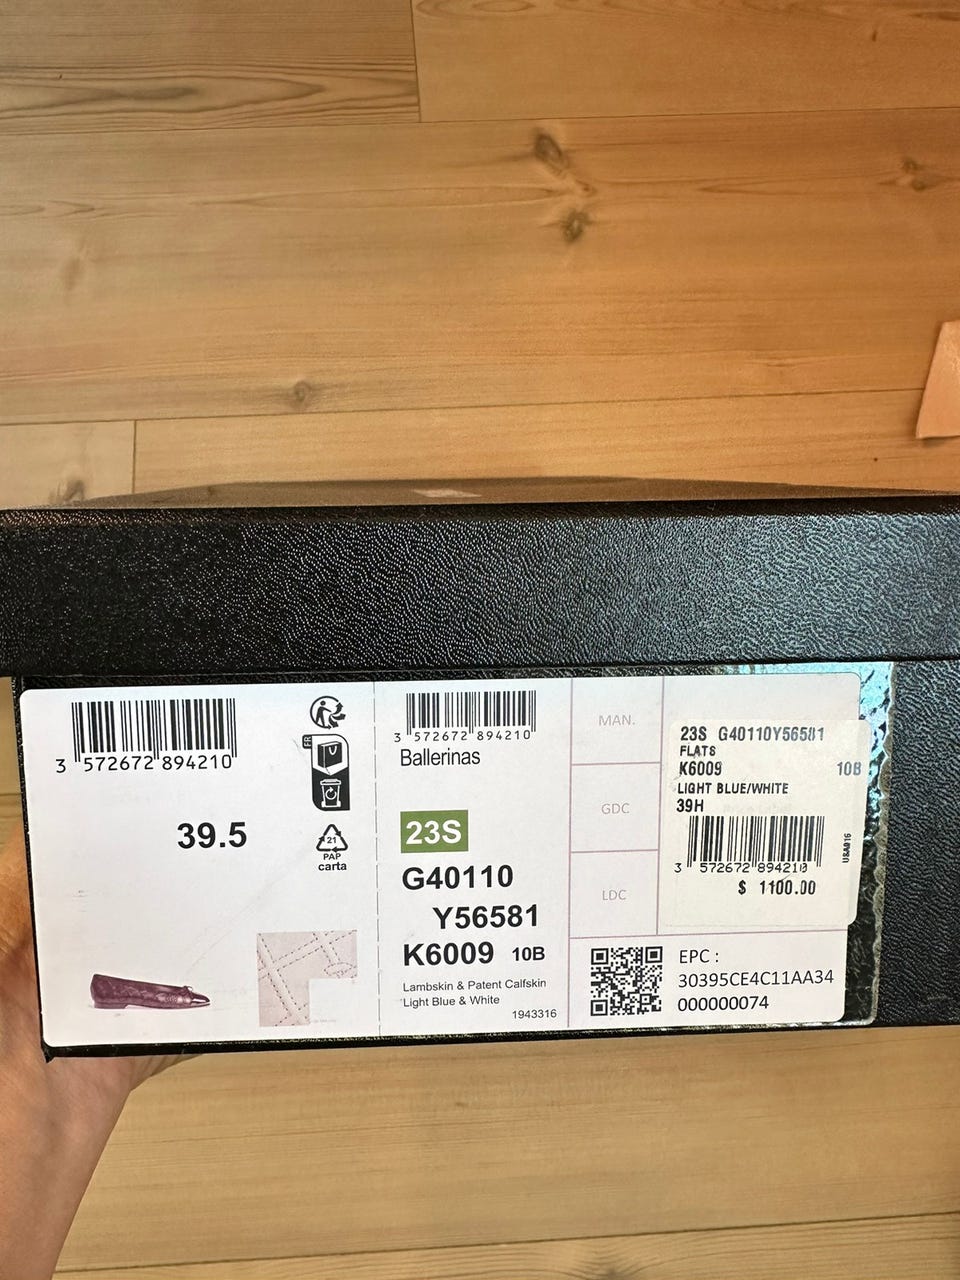 3 572672 894210
39.5
FR
21
PAP
carta
3 572672 894210
Ballerinas
23S
G40110
Y56581
K6009 10B
Lambskin & Patent Calfskin
Light Blue & White
1943316
MAN.
GDC
LDC
23S G40110Y56581
FLATS
K6009 10B
LIGHT BLUE/WHITE
39H
3 572672 894210
USA016
$ 1100.00
EPC :
30395CE4C11AA34
000000074